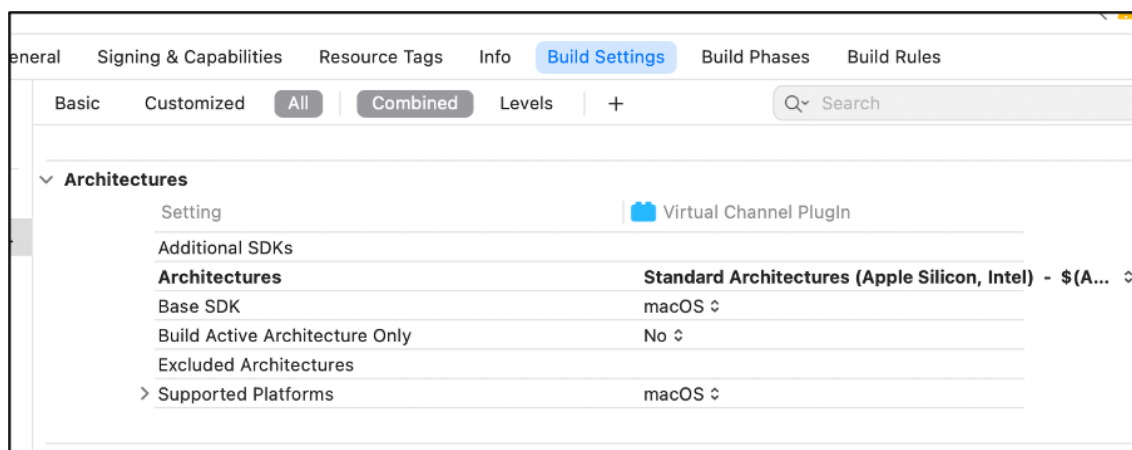 eneral Signing & Capabilities Resource Tags Info Build Settings Build Phases Build Rules
Basic Customized All Combined Levels + Search
Architectures
Setting Virtual Channel PlugIn
Additional SDKs
Architectures Standard Architectures (Apple Silicon, Intel) - $(A...
Base SDK macOS
Build Active Architecture Only No
Excluded Architectures
Supported Platforms macOS